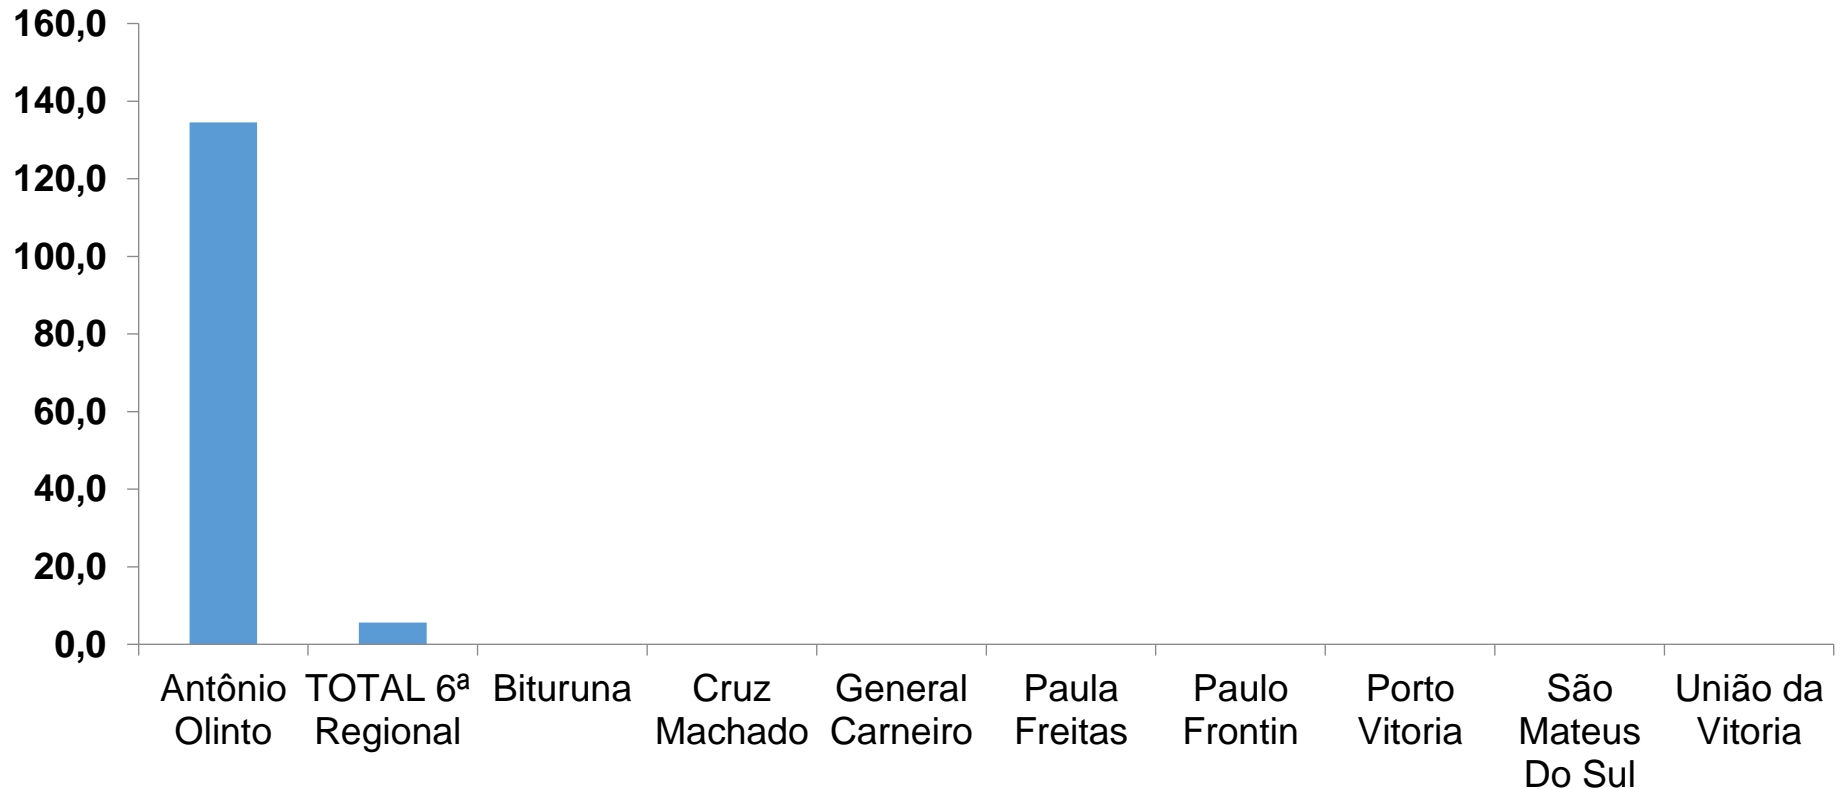 160,0
140,0
120,0
100,0
80,0
60,0
40,0
20,0
0,0
Antônio
Olinto
TOTAL 6ª
Regional
Bituruna
Cruz
Machado
General
Carneiro
Paula
Freitas
Paulo
Frontin
Porto
Vitoria
São
Mateus
Do Sul
União da
Vitoria